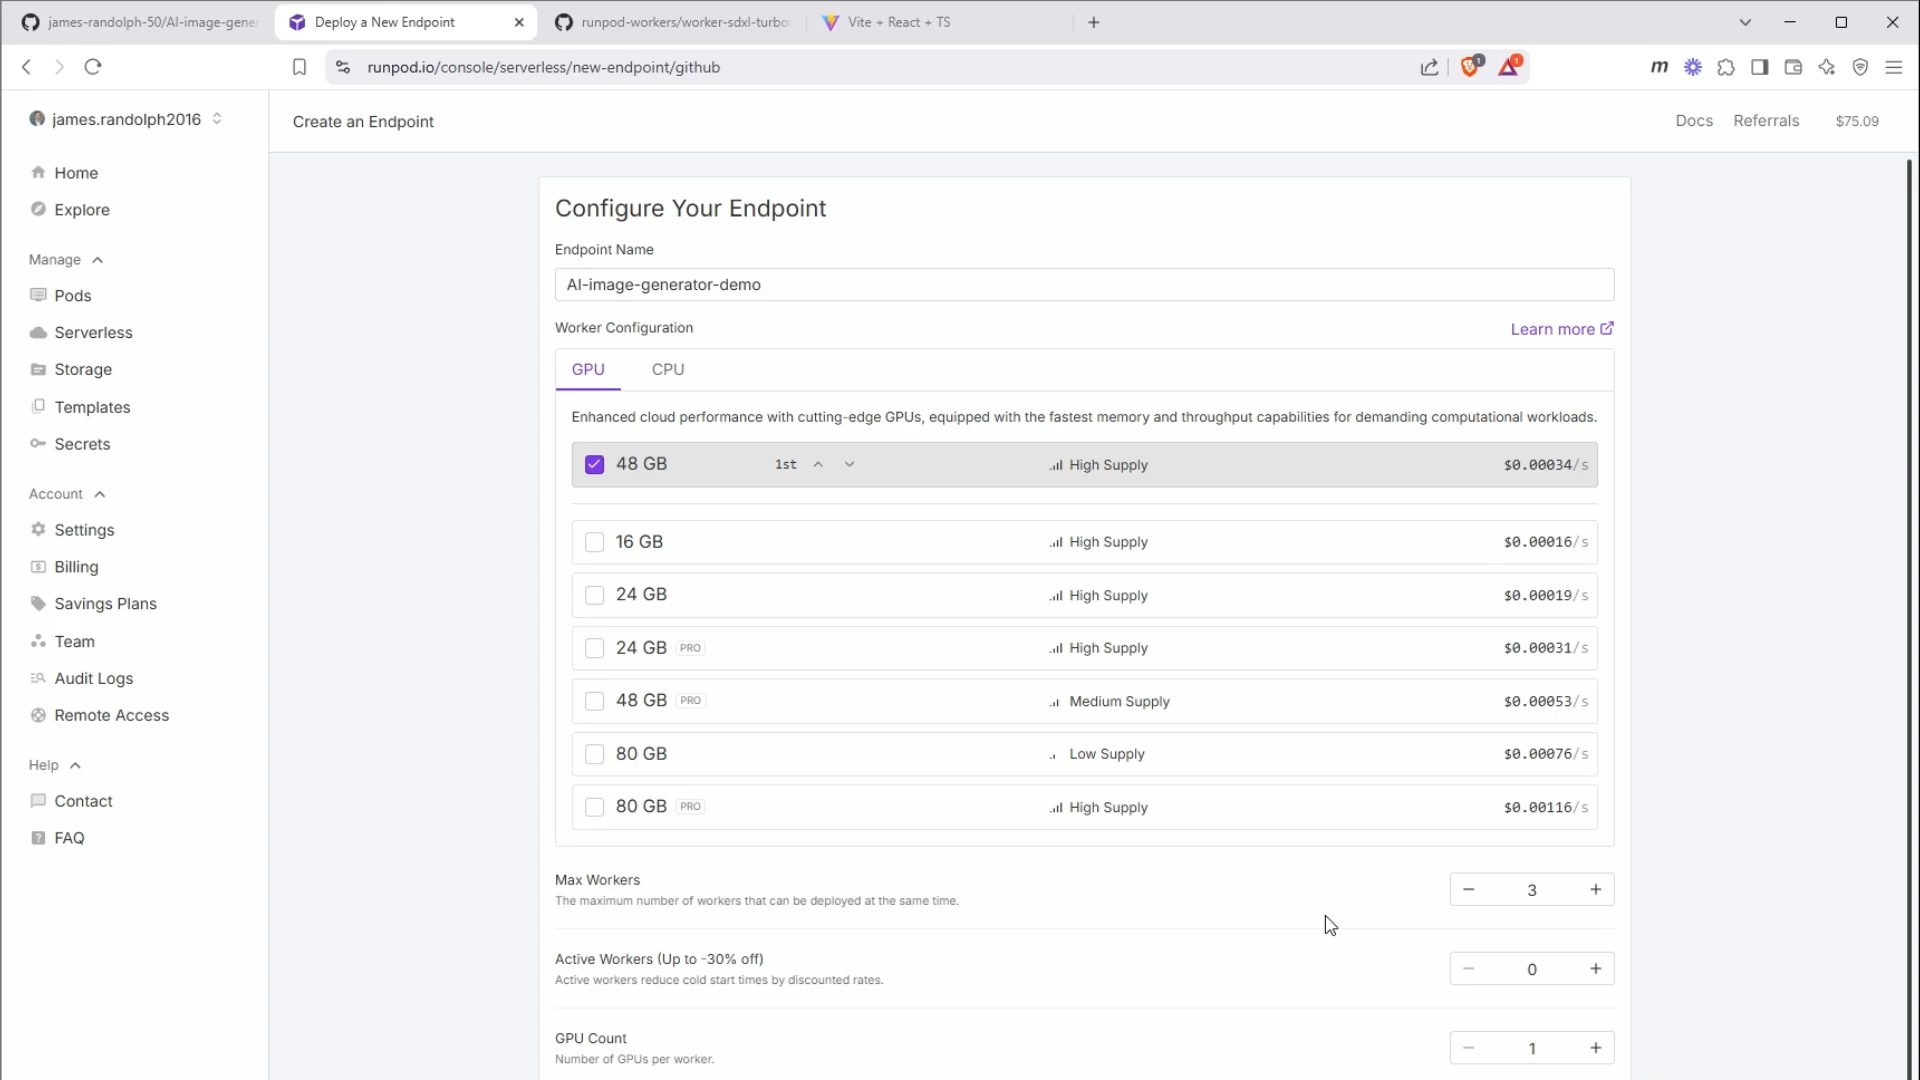 james-randolph-50/AI-image-gene
Deploy a New Endpoint
runpod-workers/worker-sdxl-turbo
Vite + React + TS
runpod.io/console/serverless/new-endpoint/github
1
1
m
james.randolph2016
Create an Endpoint
Docs
Referrals
$75.09
Home
Explore
Manage
Pods
Serverless
Storage
Templates
Secrets
Account
Settings
Billing
Savings Plans
Team
Audit Logs
Remote Access
Help
Contact
FAQ
Configure Your Endpoint
Endpoint Name
AI-image-generator-demo
Worker Configuration
Learn more
GPU
CPU
Enhanced cloud performance with cutting-edge GPUs, equipped with the fastest memory and throughput capabilities for demanding computational workloads.
48 GB 1st High Supply $0.00034/s
16 GB High Supply $0.00016/s
24 GB High Supply $0.00019/s
24 GB PRO High Supply $0.00031/s
48 GB PRO Medium Supply $0.00053/s
80 GB Low Supply $0.00076/s
80 GB PRO High Supply $0.00116/s
Max Workers
The maximum number of workers that can be deployed at the same time.
3
Active Workers (Up to -30% off)
Active workers reduce cold start times by discounted rates.
0
GPU Count
Number of GPUs per worker.
1